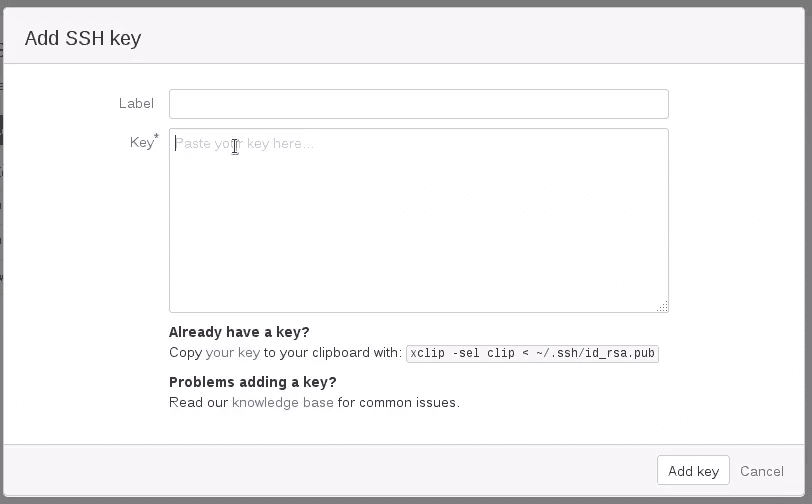 Add SSH key
Label
Key*
Paste your key here...
Already have a key?
Copy your key to your clipboard with: xclip -sel clip < ~/.ssh/id_rsa.pub
Problems adding a key?
Read our knowledge base for common issues.
Add key Cancel